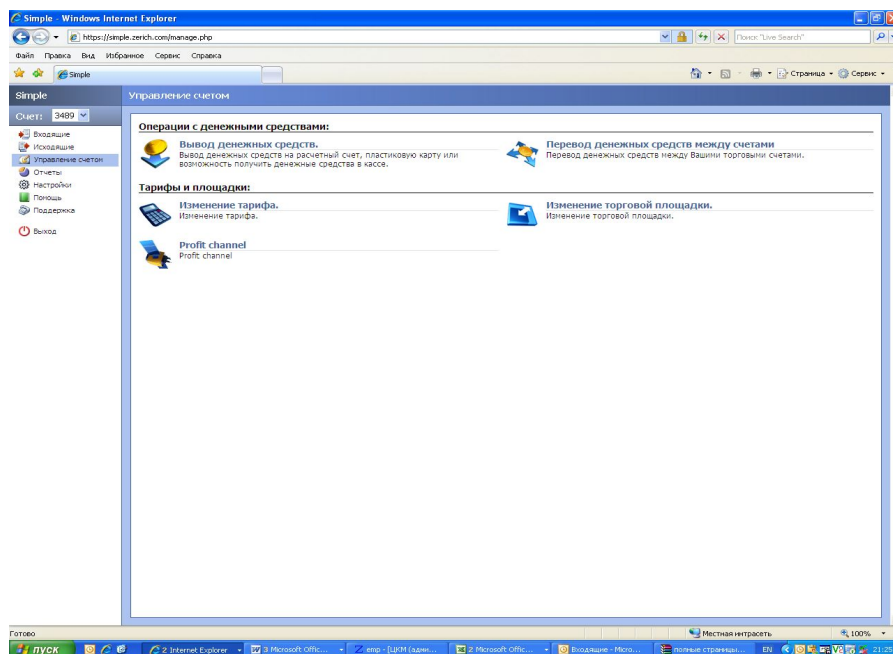 Simple - Windows Internet Explorer
https://simple.zerich.com/manage.php
Поиск "Live Search"
Файл Правка Вид Избранное Сервис Справка
Simple
Страница Сервис
Simple
Управление счетом
Счет: 3489
Входящие
Исходящие
Управление счетом
Отчеты
Настройки
Помощь
Поддержка
Выход
Операции с денежными средствами:
Вывод денежных средств.
Вывод денежных средств на расчетный счет, пластиковую карту или
возможность получить денежные средства в кассе.
Перевод денежных средств между счетами
Перевод денежных средств между Вашими торговыми счетами.
Тарифы и площадки:
Изменение тарифа.
Изменение тарифа.
Изменение торговой площадки.
Изменение торговой площадки.
Profit channel
Profit channel
Готово
Местная интрасеть
100%
пуск
2 Internet Explorer
3 Microsoft Offic...
emp - [ЦКМ (адми...
2 Microsoft Offic...
Входящие - Micro...
полные страницы...
EN
21:25